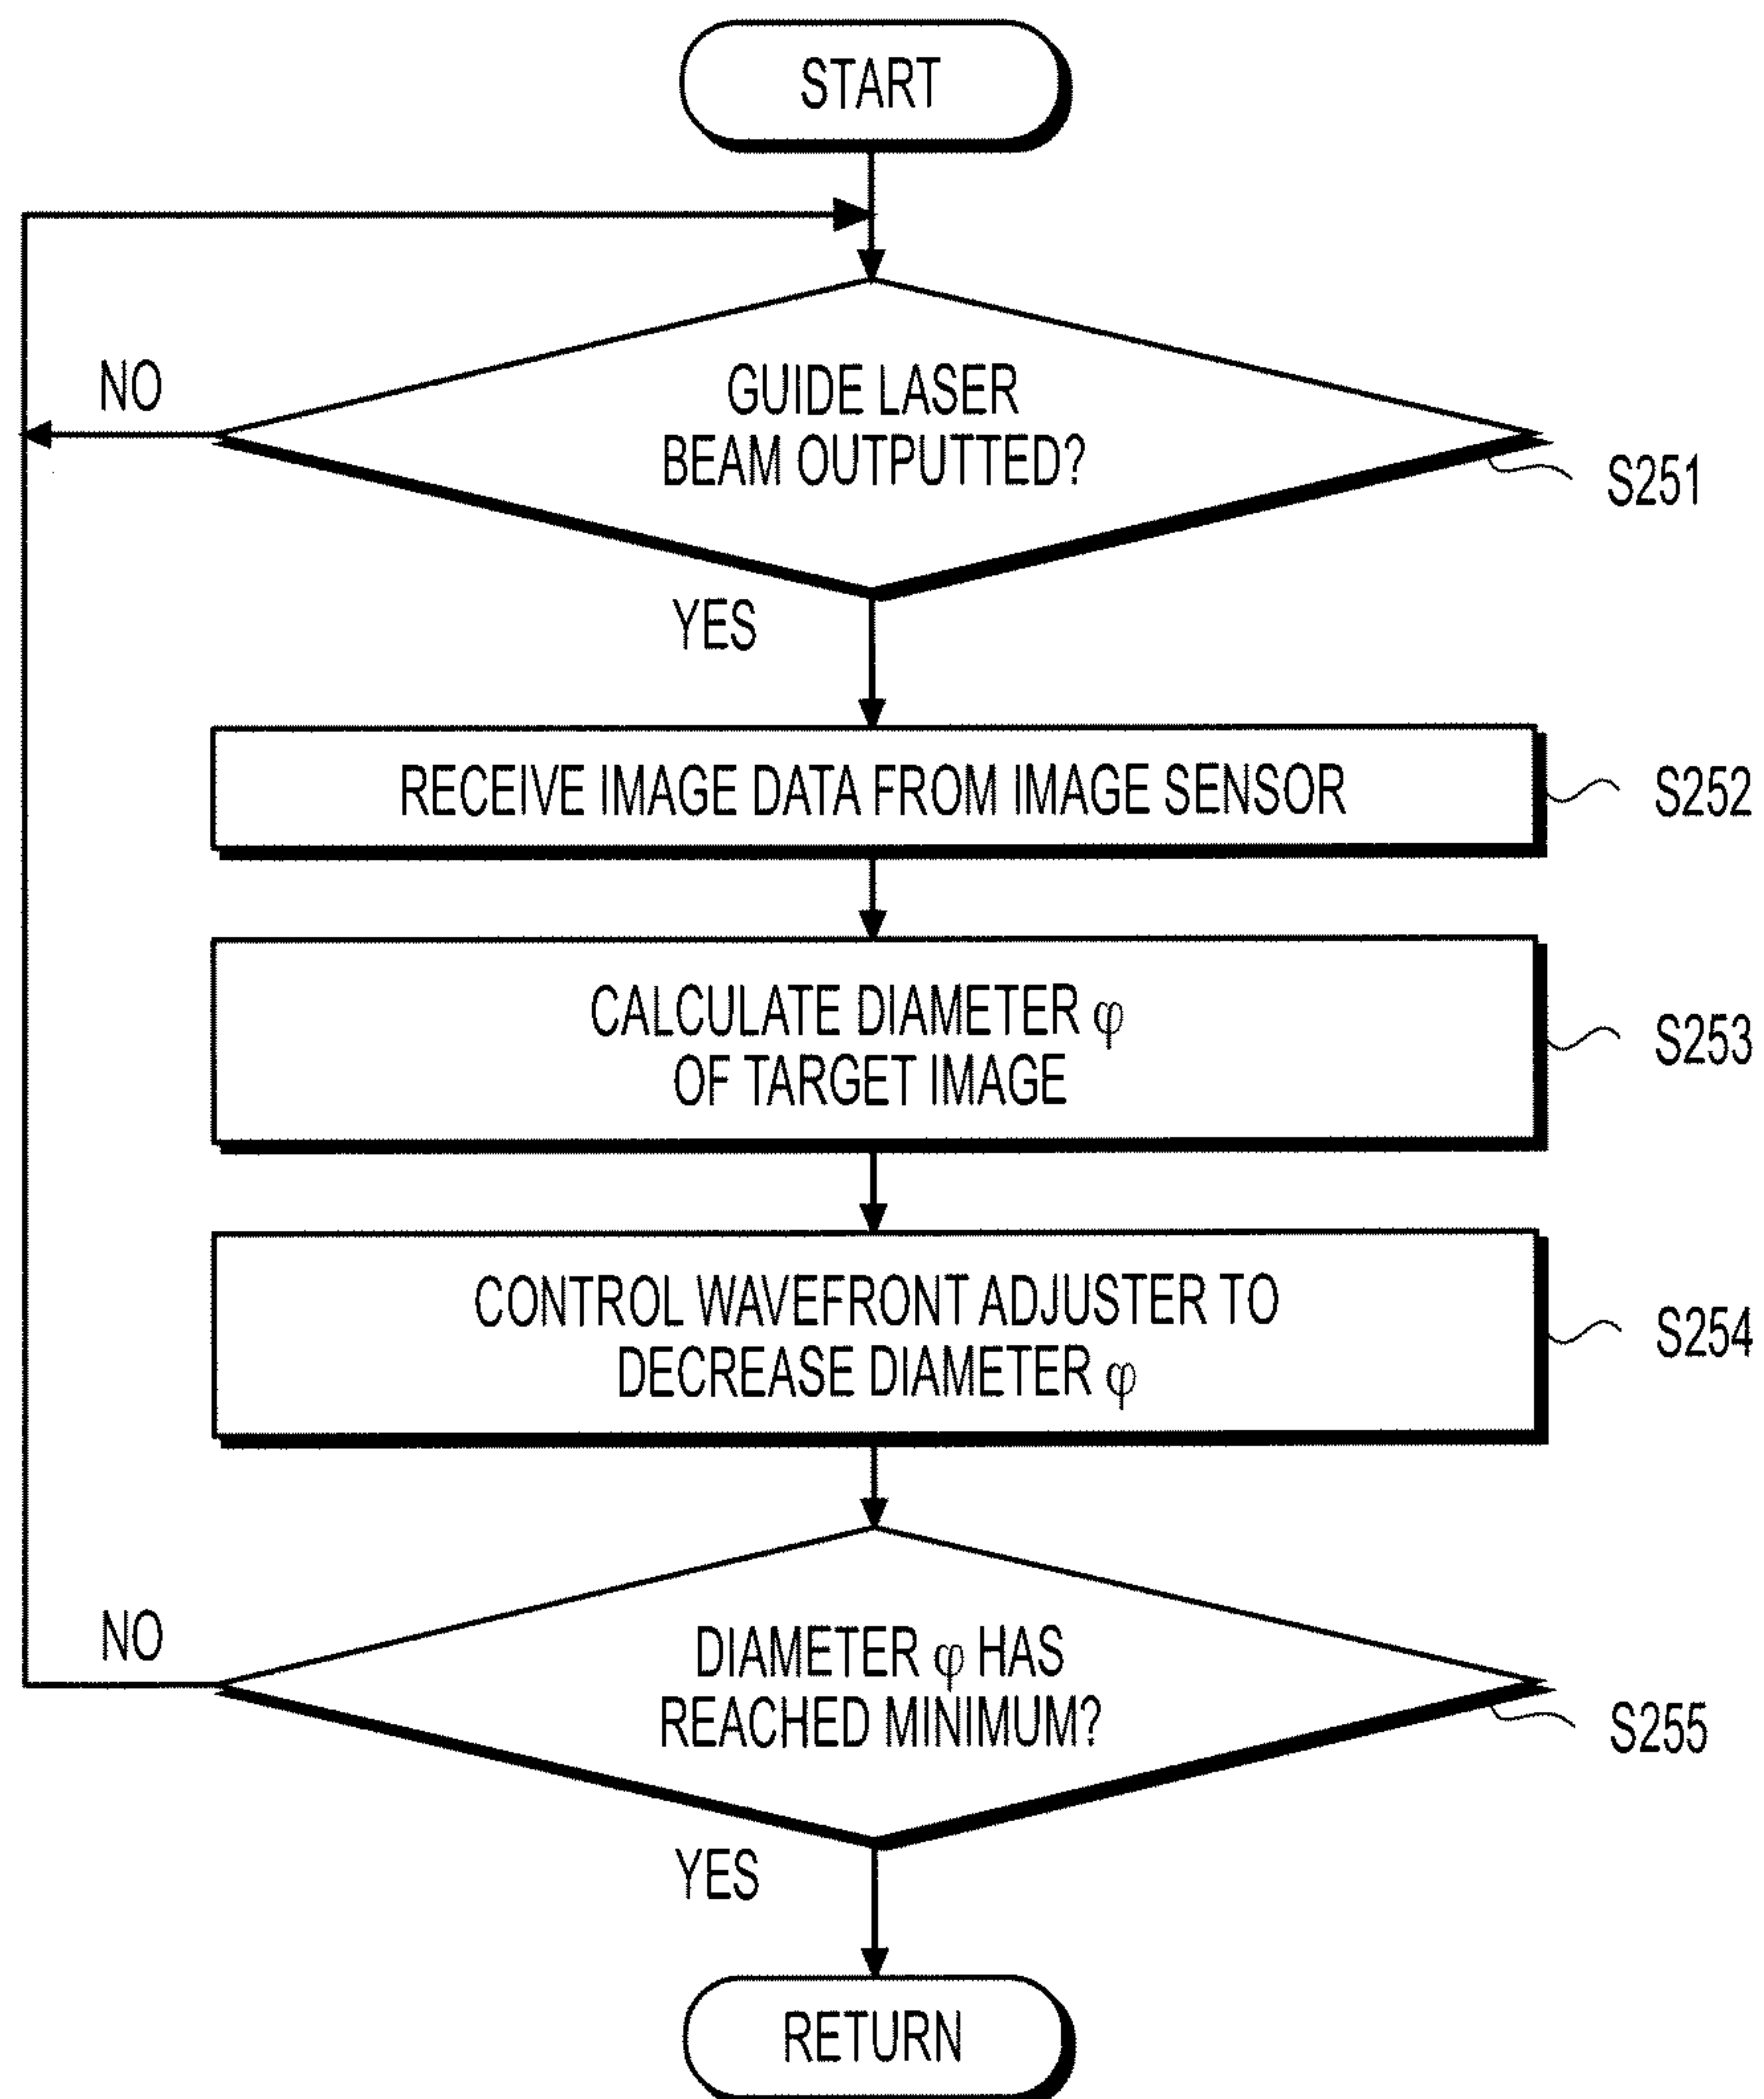 START
NO
GUIDE LASER
BEAM OUTPUTTED?
S251
YES
RECEIVE IMAGE DATA FROM IMAGE SENSOR
S252
CALCULATE DIAMETER φ
OF TARGET IMAGE
S253
CONTROL WAVEFRONT ADJUSTER TO
DECREASE DIAMETER φ
S254
NO
DIAMETER φ HAS
REACHED MINIMUM?
S255
YES
RETURN